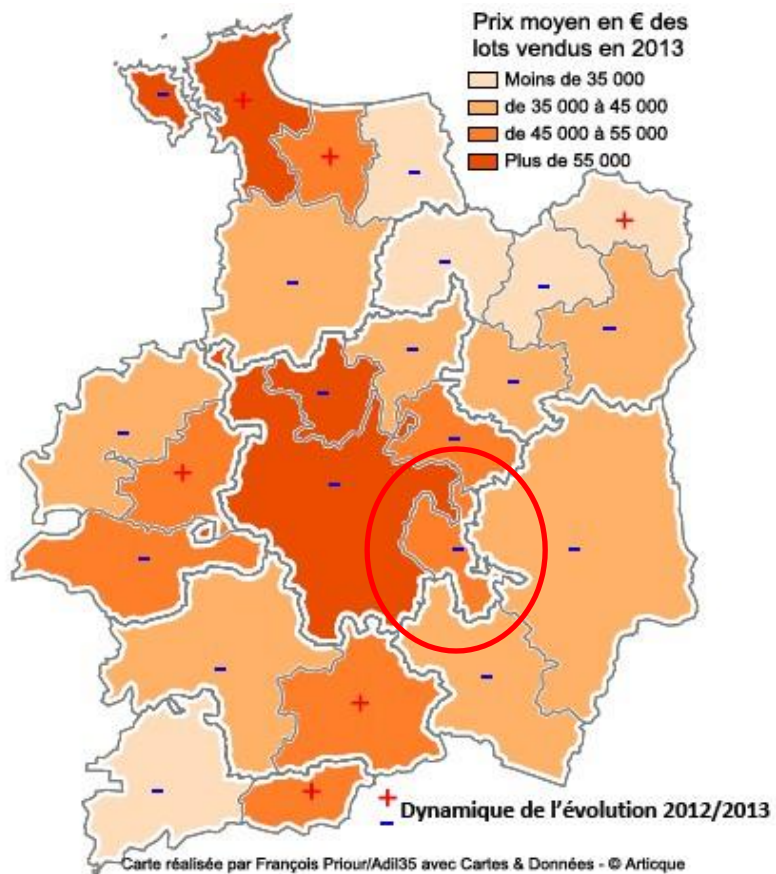 Prix moyen en € des
lots vendus en 2013
Moins de 35 000
de 35 000 à 45 000
de 45 000 à 55 000
Plus de 55 000
+ Dynamique de l'évolution 2012/2013
-
Carte réalisée par François Priour/Adil35 avec Cartes & Données - © Articque